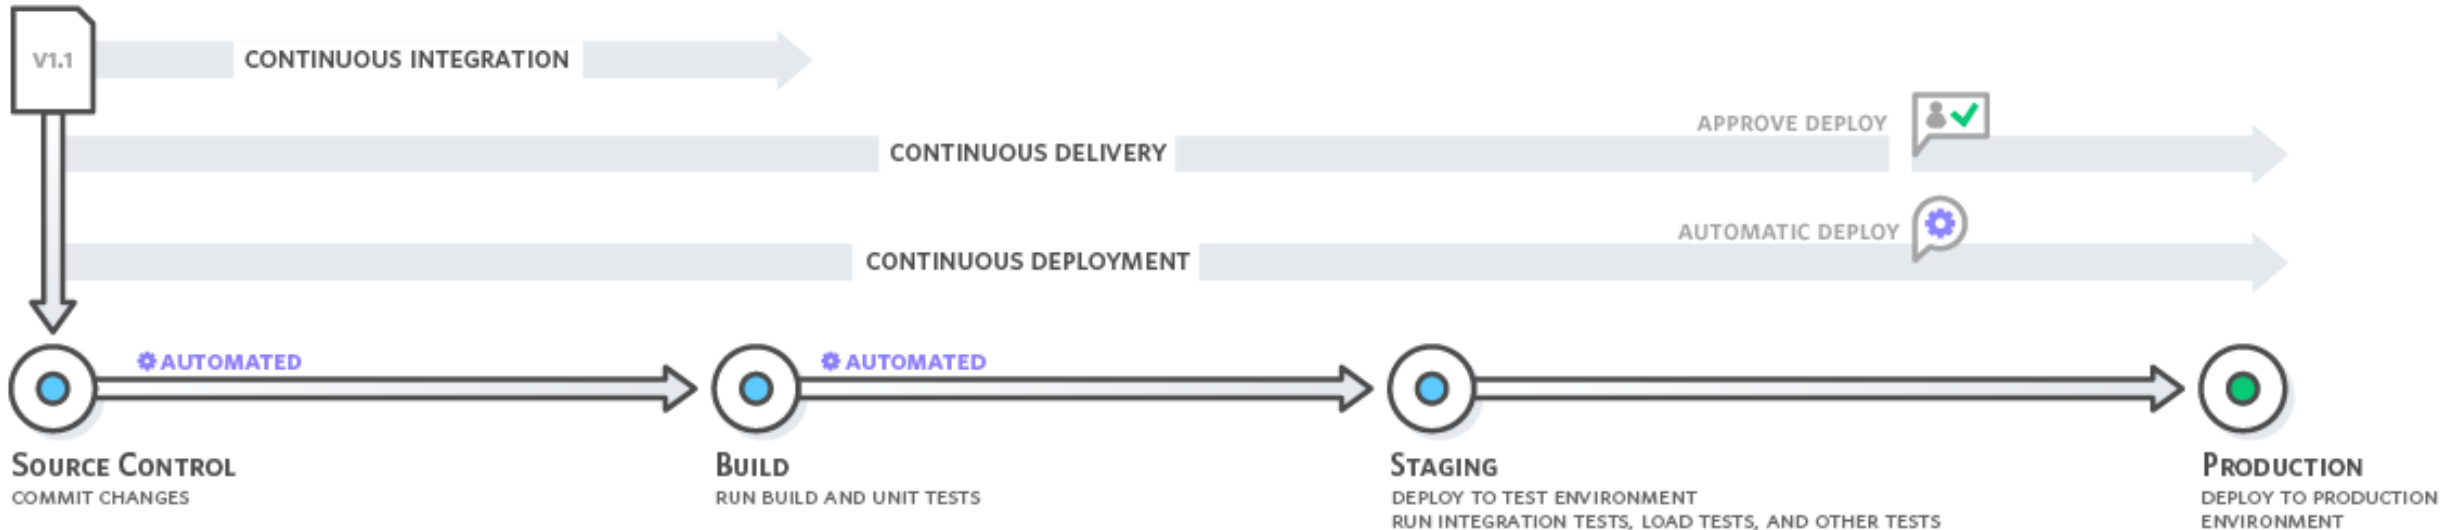 V1.1
CONTINUOUS INTEGRATION
APPROVE DEPLOY
CONTINUOUS DELIVERY
AUTOMATIC DEPLOY
CONTINUOUS DEPLOYMENT
AUTOMATED
AUTOMATED
SOURCE CONTROL
COMMIT CHANGES
BUILD
RUN BUILD AND UNIT TESTS
STAGING
DEPLOY TO TEST ENVIRONMENT
RUN INTEGRATION TESTS, LOAD TESTS, AND OTHER TESTS
PRODUCTION
DEPLOY TO PRODUCTION
ENVIRONMENT